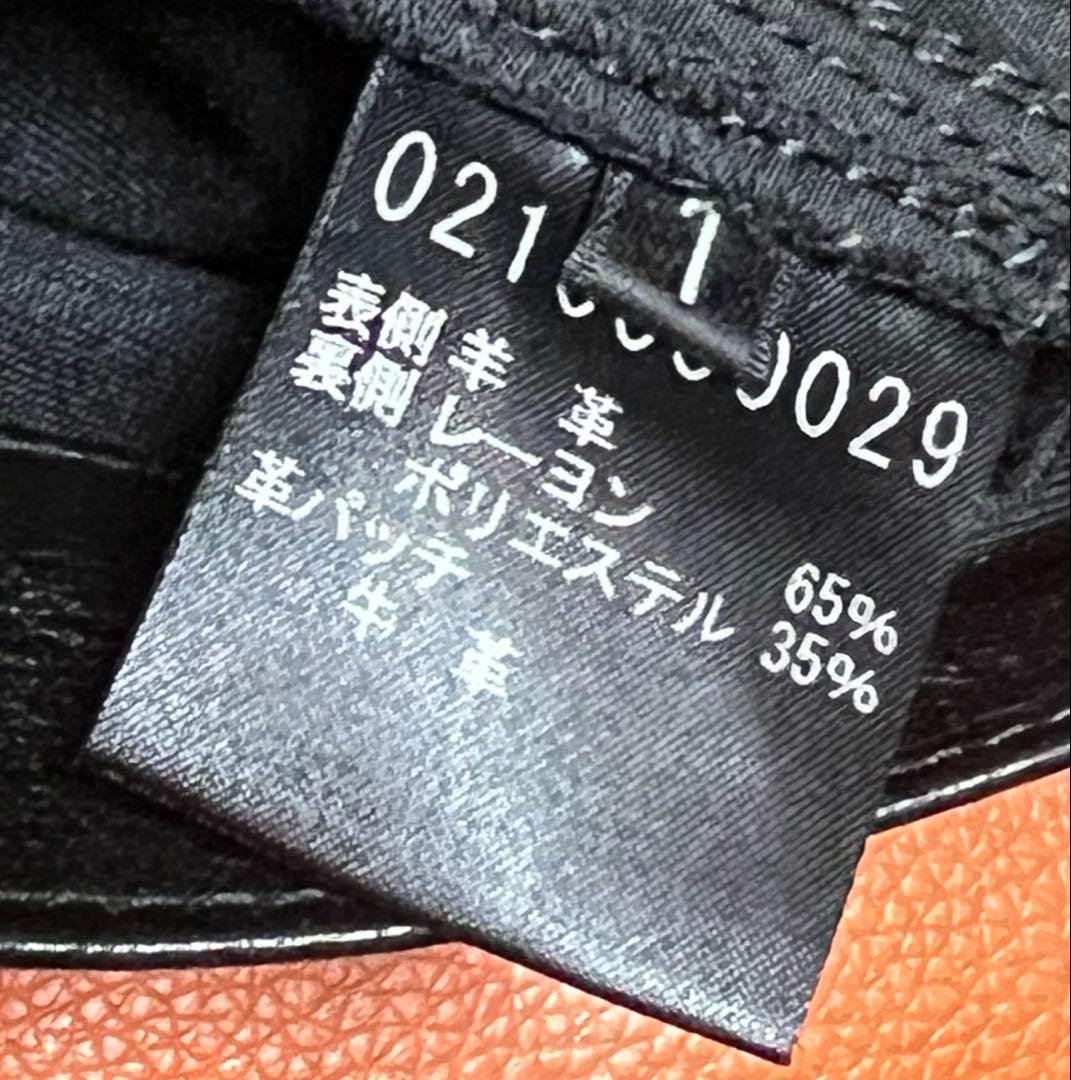 1
021 029
表側 羊 革
裏側 レーヨン 65%
ポリエステル 35%
革パッチ
牛 革